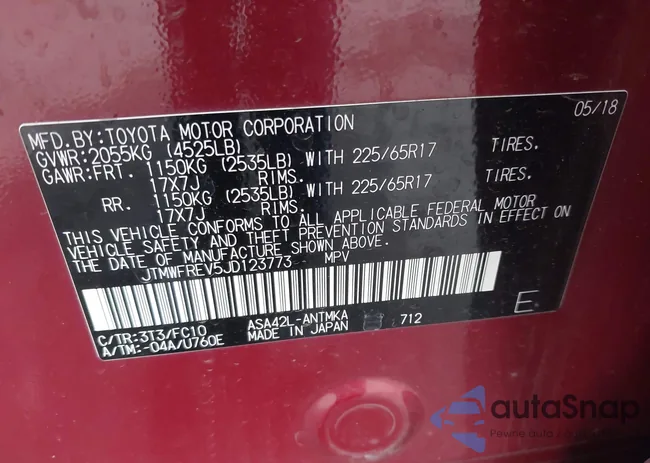 MFD.BY:TOYOTA MOTOR CORPORATION 05/18
GVWR:2055KG (4525LB)
GAWR:FRT. 1150KG (2535LB) WITH 225/65R17 TIRES.
17X7J RIMS.
RR. 1150KG (2535LB) WITH 225/65R17 TIRES.
17X7J RIMS.
THIS VEHICLE CONFORMS TO ALL APPLICABLE FEDERAL MOTOR
VEHICLE SAFETY AND THEFT PREVENTION STANDARDS IN EFFECT ON
THE DATE OF MANUFACTURE SHOWN ABOVE.
JTMWFREV5JD123773 MPV
E
C/TR:3T3/FC10 ASA42L-ANTMKA 712
A/TM:-04A/U760E MADE IN JAPAN
autaSnap
Pewne auta z